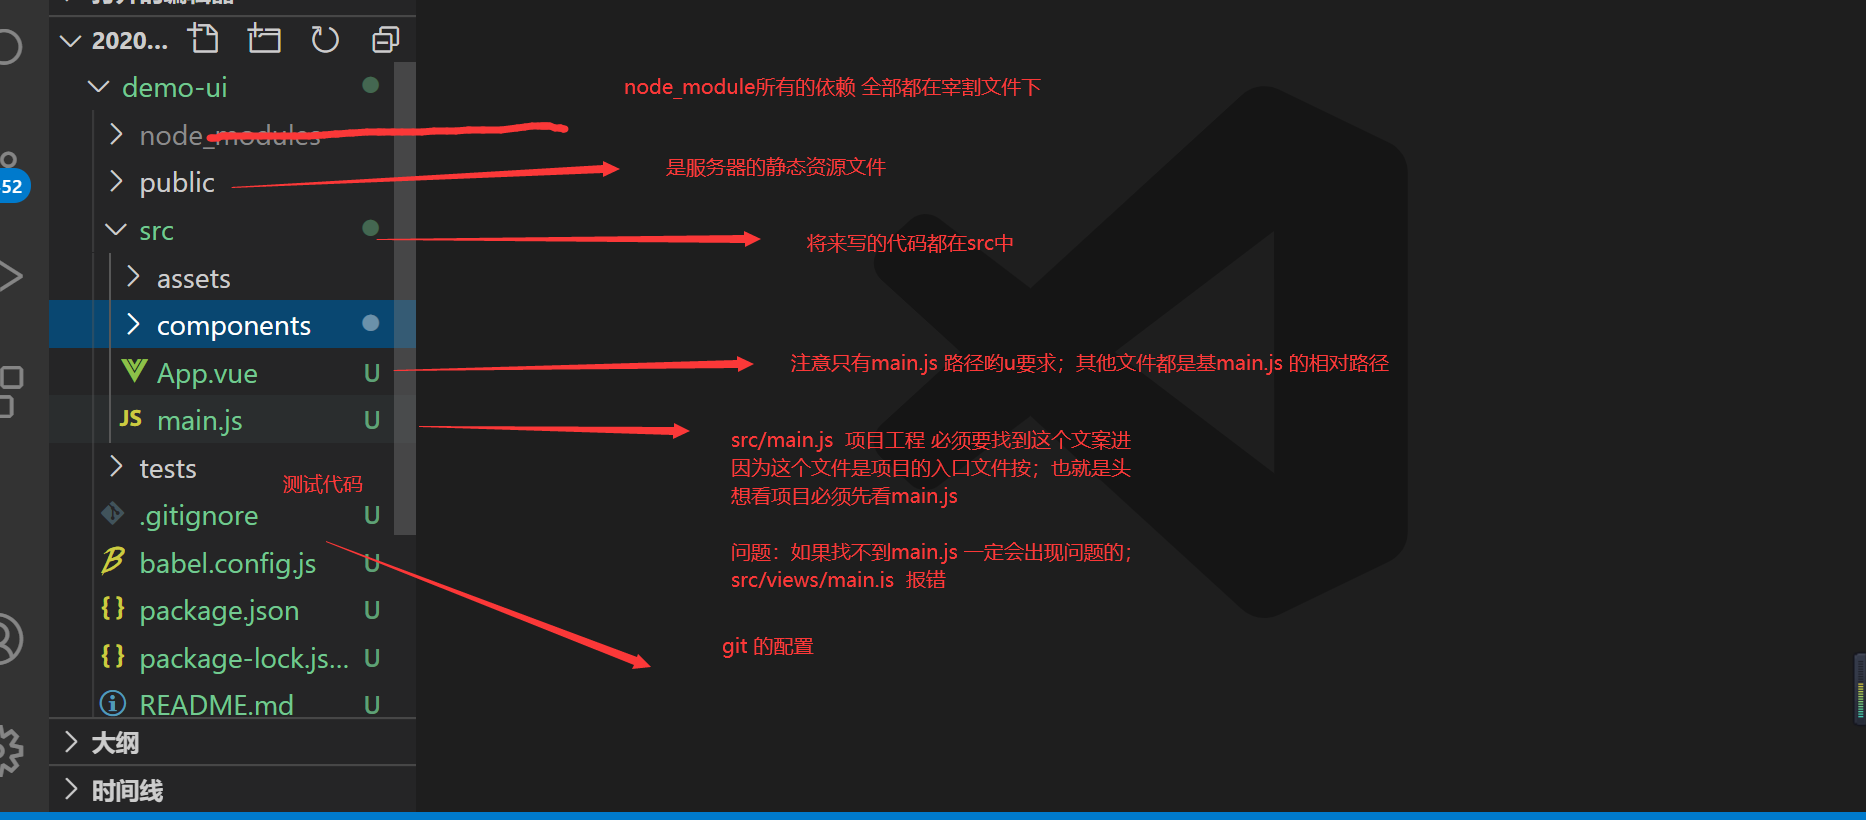 2020...
demo-ui
node_modules
public
src
assets
components
App.vue U
JS main.js U
tests
.gitignore U
babel.config.js U
{} package.json U
{} package-lock.js... U
README.md U
大纲
时间线
52
node_module所有的依赖 全部都在宰割文件下
是服务器的静态资源文件
将来写的代码都在src中
注意只有main.js 路径哟u要求；其他文件都是基main.js 的相对路径
src/main.js 项目工程 必须要找到这个文案进
因为这个文件是项目的入口文件按；也就是头
想看项目必须先看main.js
问题：如果找不到main.js 一定会出现问题的；
src/views/main.is 报错
测试代码
git 的配置